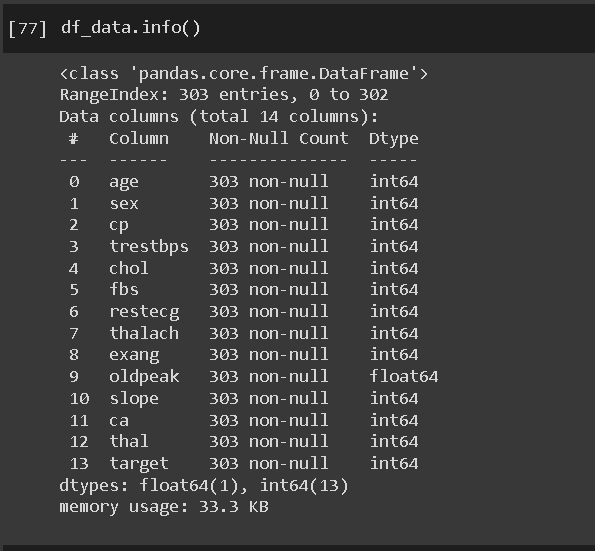 [77] df_data.info()
<class 'pandas.core.frame.DataFrame'>
RangeIndex: 303 entries, 0 to 302
Data columns (total 14 columns):
 #   Column    Non-Null Count  Dtype
---  ------    --------------  -----
 0   age       303 non-null    int64
 1   sex       303 non-null    int64
 2   cp        303 non-null    int64
 3   trestbps  303 non-null    int64
 4   chol      303 non-null    int64
 5   fbs       303 non-null    int64
 6   restecg   303 non-null    int64
 7   thalach   303 non-null    int64
 8   exang     303 non-null    int64
 9   oldpeak   303 non-null    float64
 10  slope     303 non-null    int64
 11  ca        303 non-null    int64
 12  thal      303 non-null    int64
 13  target    303 non-null    int64
dtypes: float64(1), int64(13)
memory usage: 33.3 KB